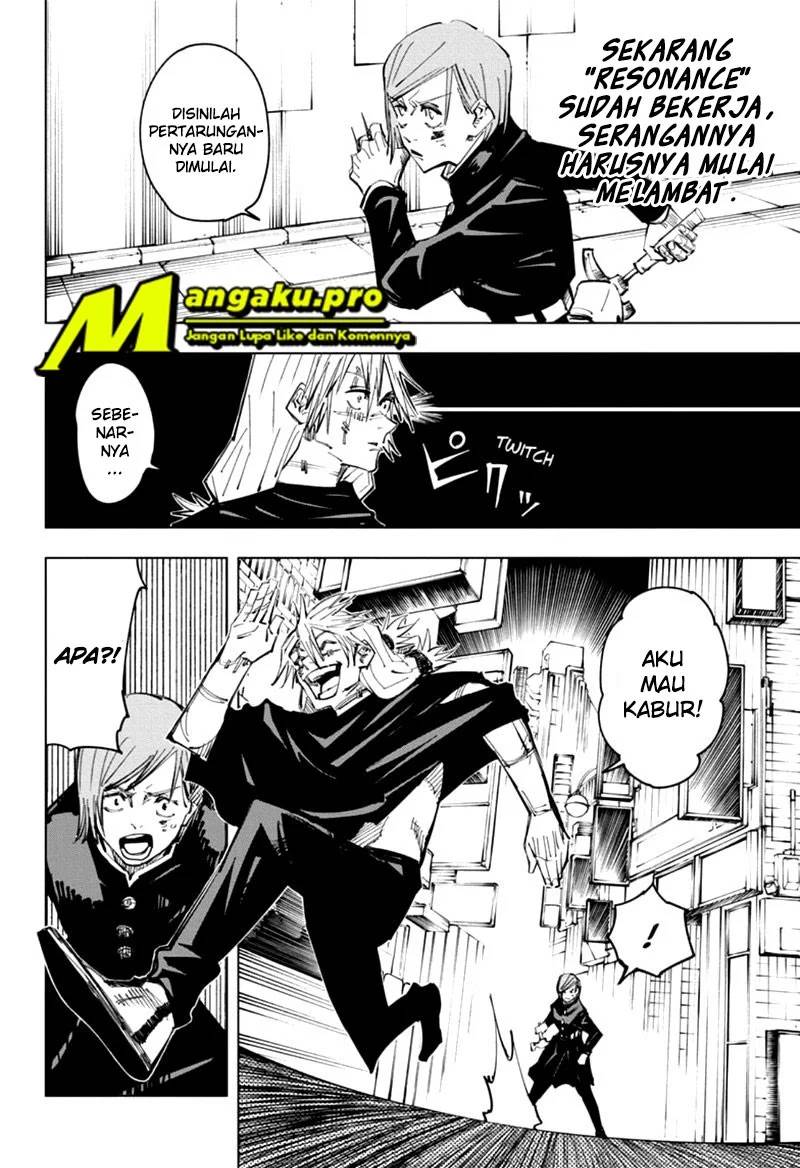 SEKARANG
"RESONANCE"
SUDAH BEKERJA,
SERANGANNYA
HARUSNYA MULAI
MELAMBAT.
DISINILAH
PERTARUNGAN-
NYA BARU
DIMULAI.
Mangaku.pro
Jangan Lupa Like dan Komennya
ピクッ
TWITCH
SEBE-
NAR-
NYA
...
AKU
MAU
KABUR!
!
APA?!